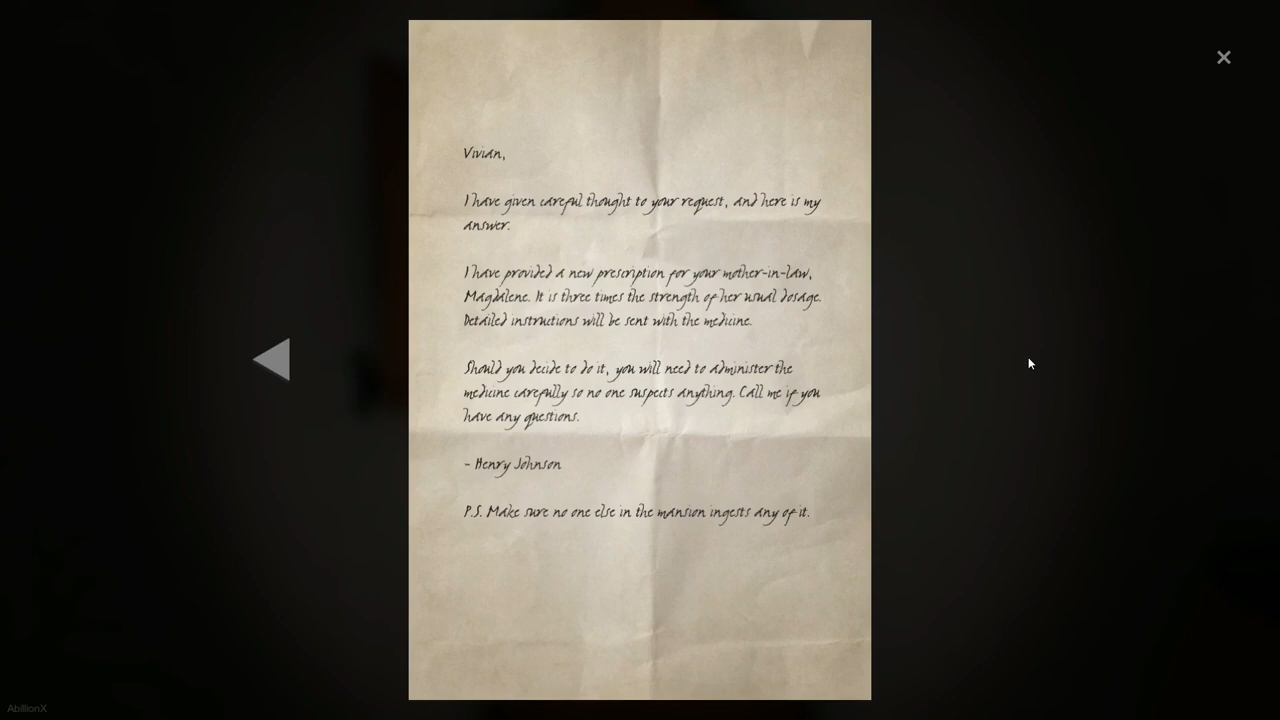 Vivian,
I have given careful thought to your request, and here is my
answer.
I have provided a new prescription for your mother-in-law,
Magdalene. It is three times the strength of her usual dosage.
Detailed instructions will be sent with the medicine.
Should you decide to do it, you will need to administer the
medicine carefully so no one suspects anything. Call me if you
have any questions.
- Henry Johnson
P.S. Make sure no one else in the mansion ingests any of it.
AbillionX